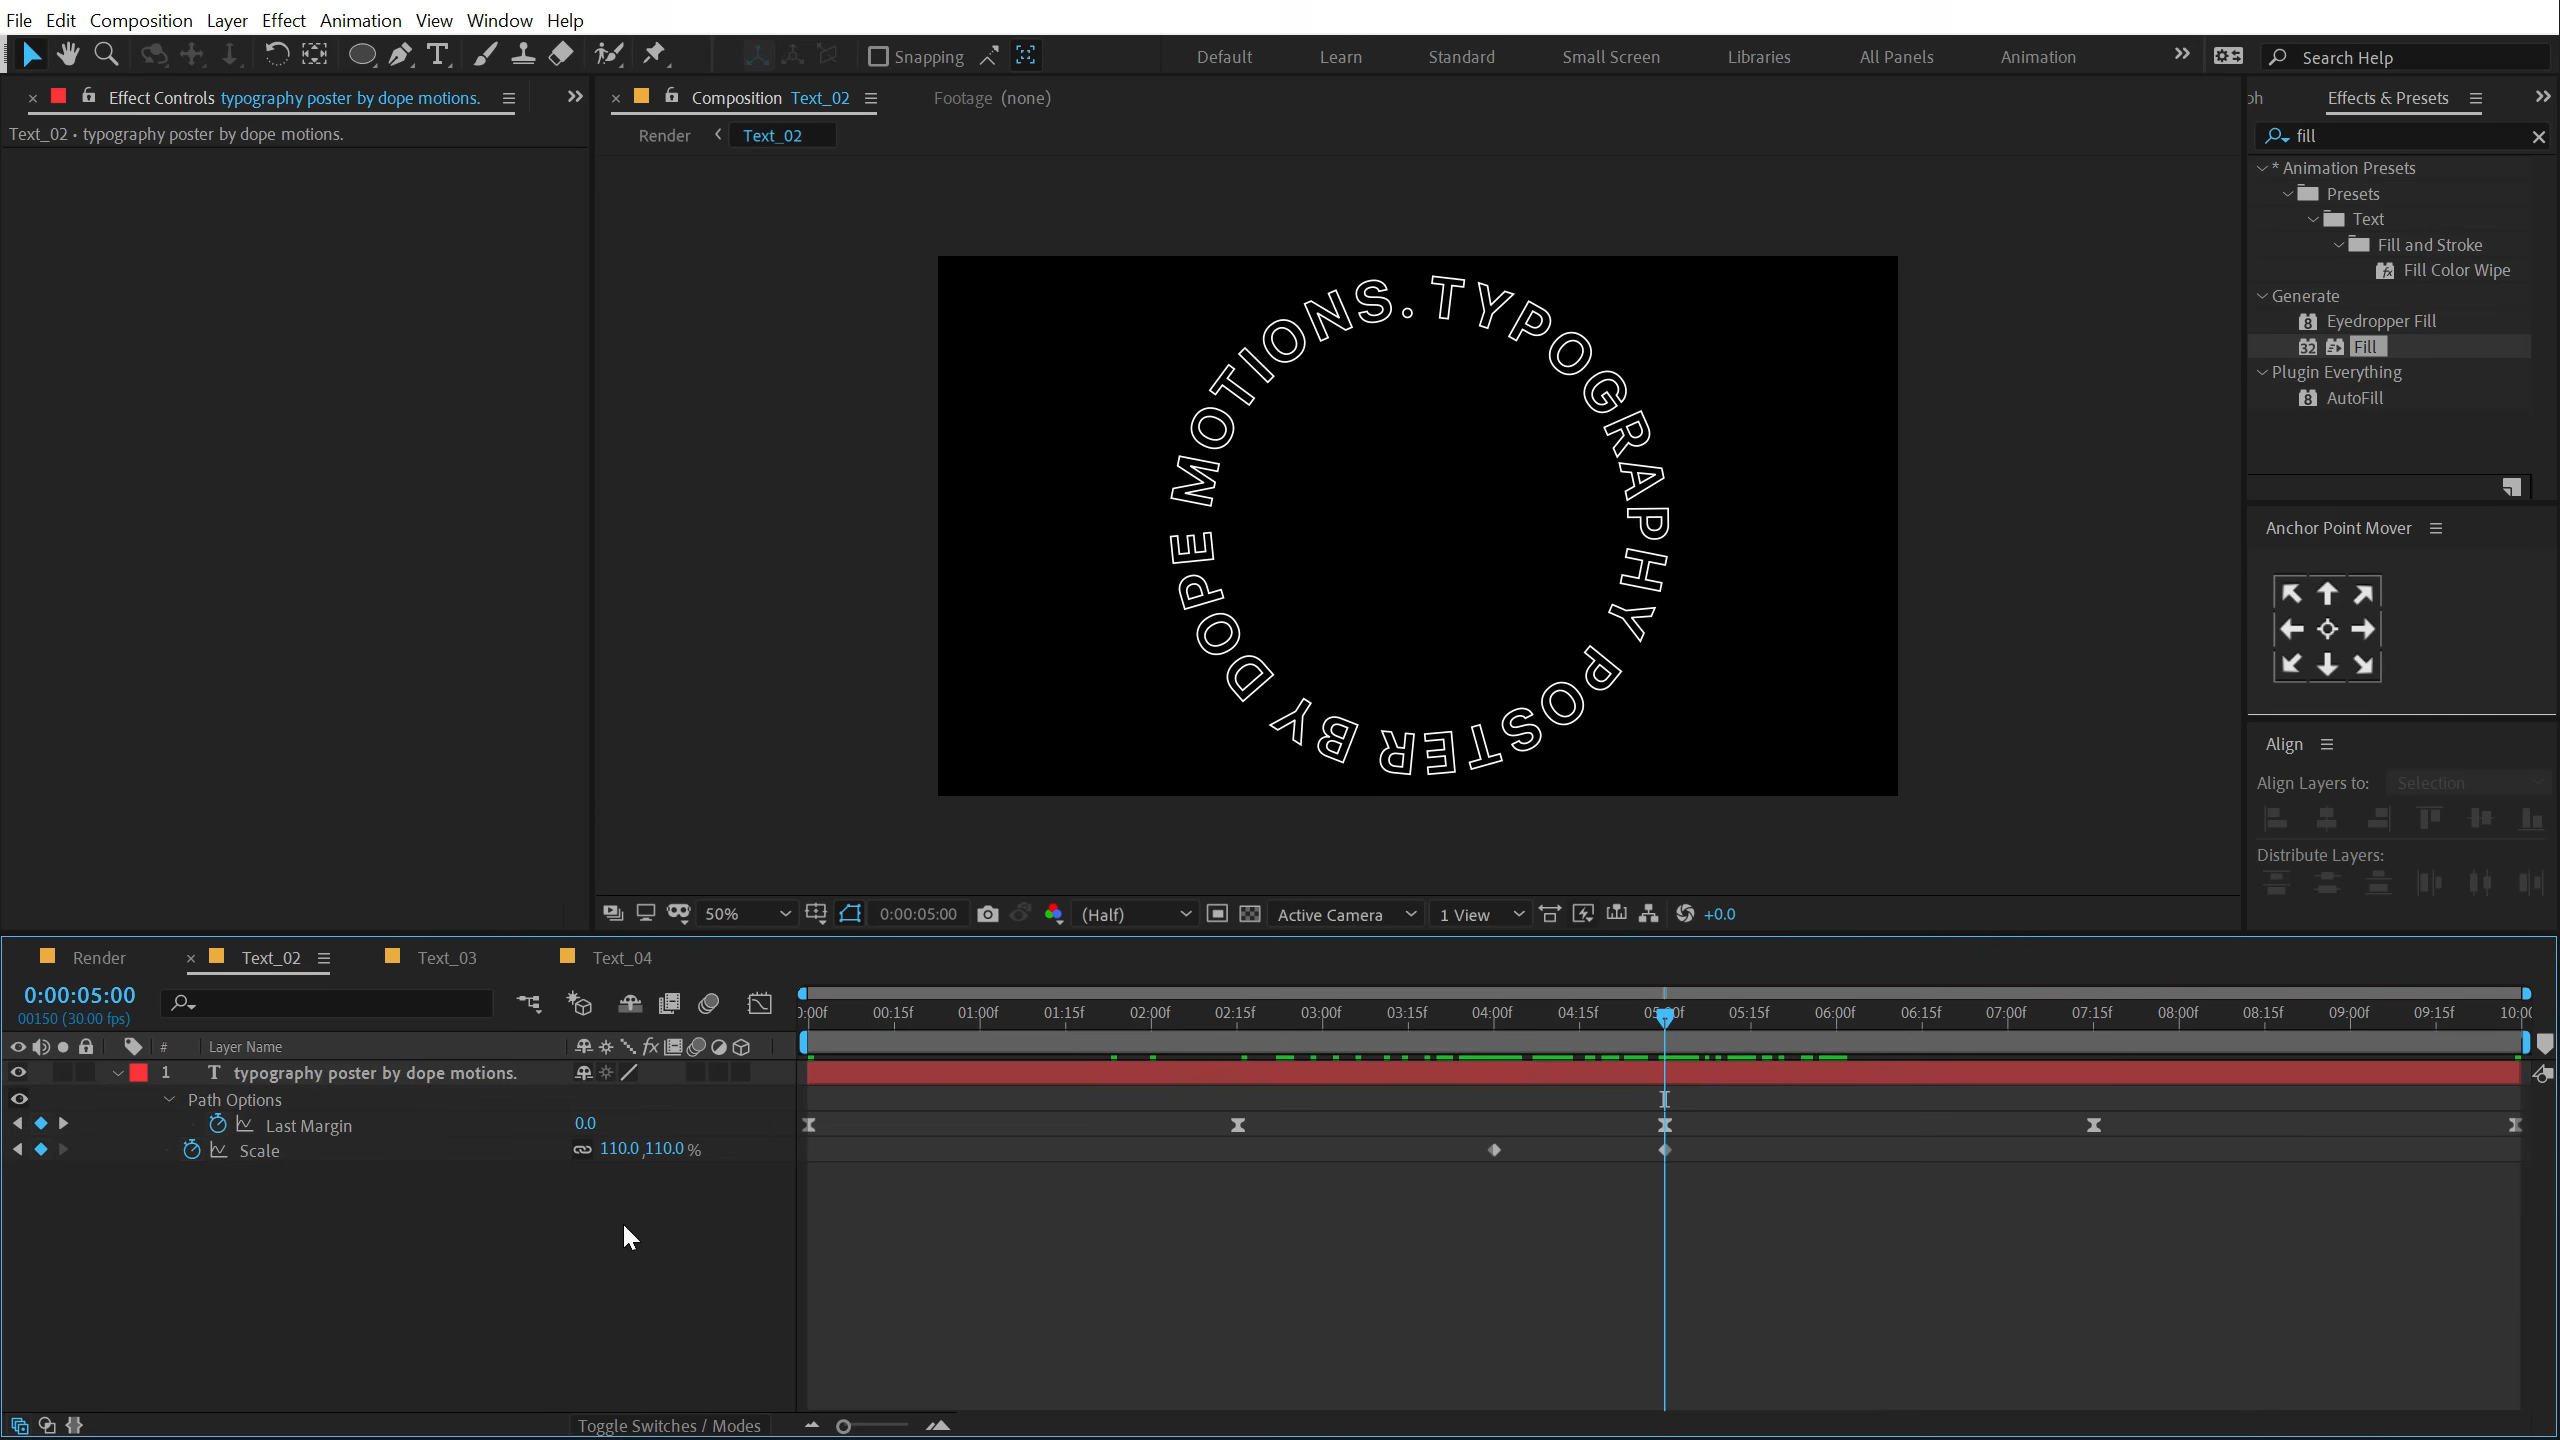 File Edit Composition Layer Effect Animation View Window Help
Snapping
Default Learn Standard Small Screen Libraries All Panels Animation
Search Help
Effect Controls typography poster by dope motions.
Text_02 • typography poster by dope motions.
Composition Text_02
Footage (none)
Render
Text_02
TYPOGRAPHY POSTER BY DOPE MOTIONS.
Effects & Presets
fill
* Animation Presets
Presets
Text
Fill and Stroke
Fill Color Wipe
Generate
8 Eyedropper Fill
32 Fill
Plugin Everything
8 AutoFill
Anchor Point Mover
Align
Align Layers to: Selection
Distribute Layers:
50%
0:00:05:00
(Half)
Active Camera
1 View
+0.0
Render
Text_02
Text_03
Text_04
0:00:05:00
00150 (30.00 fps)
00:15f 01:00f 01:15f 02:00f 02:15f 03:00f 03:15f 04:00f 04:15f 05:00f 05:15f 06:00f 06:15f 07:00f 07:15f 08:00f 08:15f 09:00f 09:15f
# Layer Name
1 T typography poster by dope motions.
Path Options
Last Margin 0.0
Scale 110.0,110.0 %
Toggle Switches / Modes